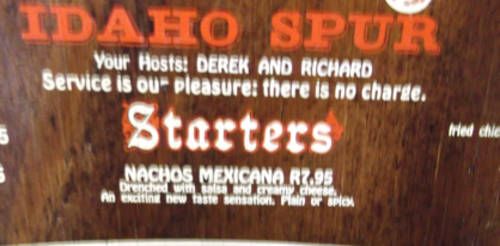 IDAHO SPUR
Your Hosts: DEREK AND RICHARD
Service is our pleasure: there is no charge.
Starters
NACHOS MEXICANA R7,95
Drenched with salsa and creamy cheese.
An exciting new taste sensation. Plain or spicy.
5
fried